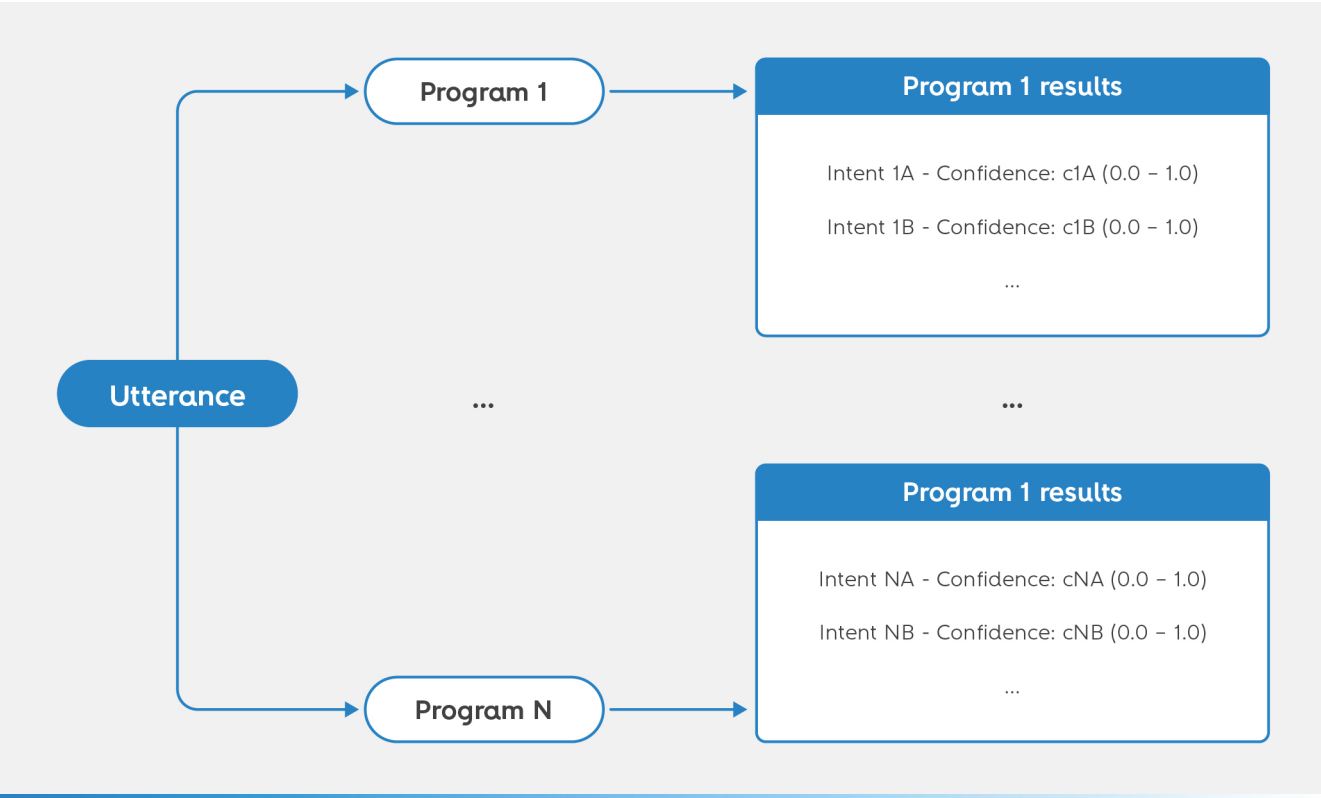 Program 1
Program 1 results
Intent 1A - Confidence: c1A (0.0 – 1.0)
Intent 1B - Confidence: c1B (0.0 – 1.0)
...
Utterance
...
...
Program 1 results
Intent NA - Confidence: cNA (0.0 – 1.0)
Intent NB - Confidence: cNB (0.0 – 1.0)
...
Program N